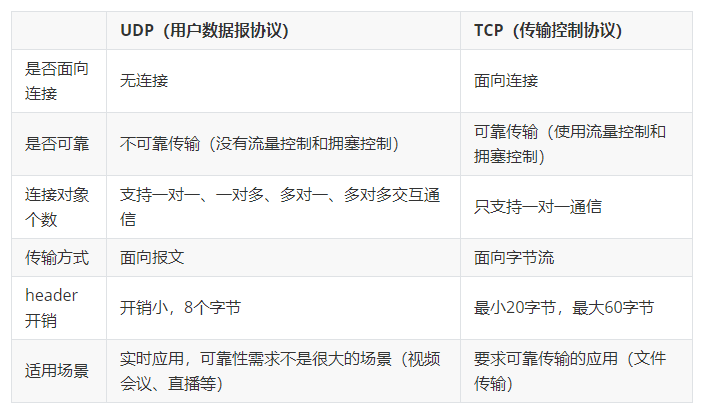 UDP（用户数据报协议） TCP（传输控制协议）
是否面向
连接
无连接
面向连接
是否可靠
不可靠传输（没有流量控制和拥塞控制）
可靠传输（使用流量控制和
拥塞控制）
连接对象
个数
支持一对一、一对多、多对一、多对多交互通
信
只支持一对一通信
传输方式
面向报文
面向字节流
header
开销
开销小，8个字节
最小20字节，最大60字节
适用场景
实时应用，可靠性需求不是很大的场景（视频
会议、直播等）
要求可靠传输的应用（文件
传输）